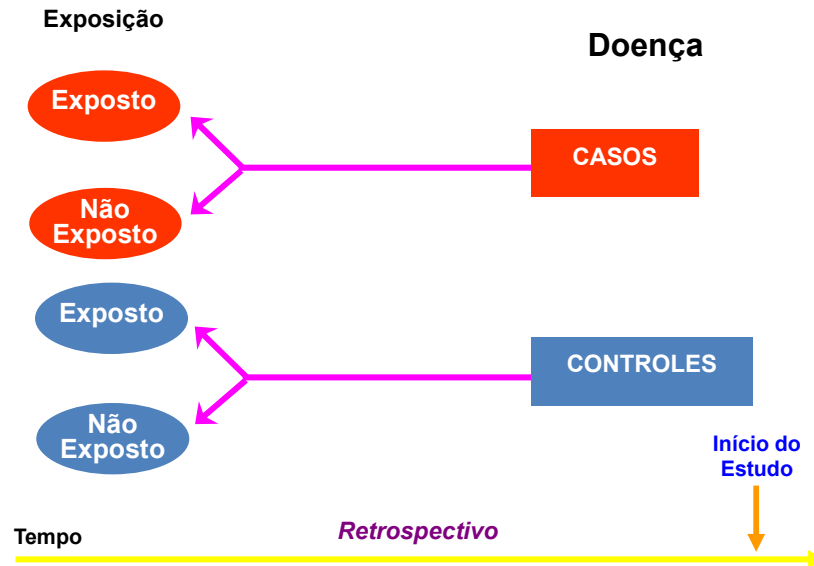 Exposição
Doença
Exposto
CASOS
Não
Exposto
Exposto
CONTROLES
Não
Exposto
Início do
Estudo
Tempo
Retrospectivo